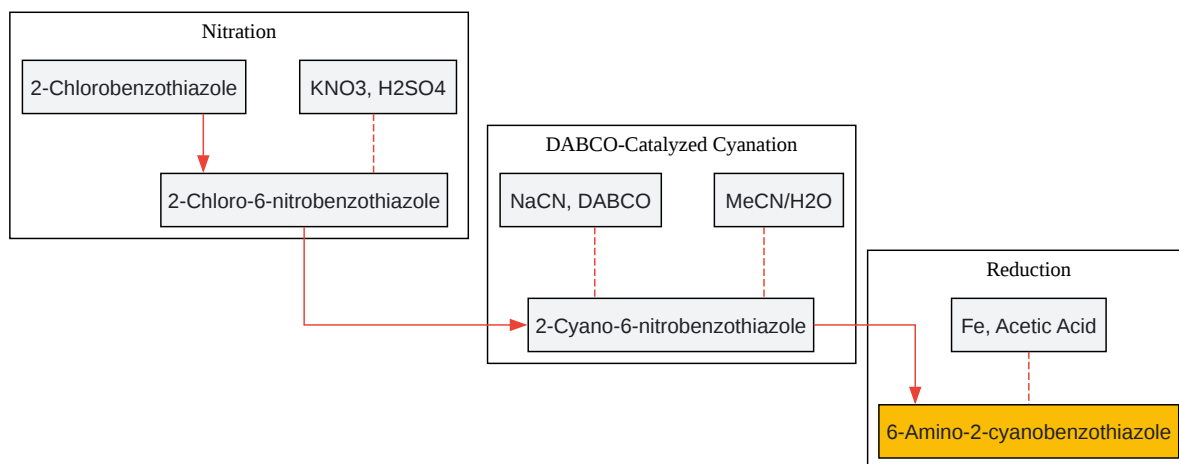 Nitration
2-Chlorobenzothiazole
KNO3, H2SO4
2-Chloro-6-nitrobenzothiazole
DABCO-Catalyzed Cyanation
NaCN, DABCO
MeCN/H2O
2-Cyano-6-nitrobenzothiazole
Reduction
Fe, Acetic Acid
6-Amino-2-cyanobenzothiazole